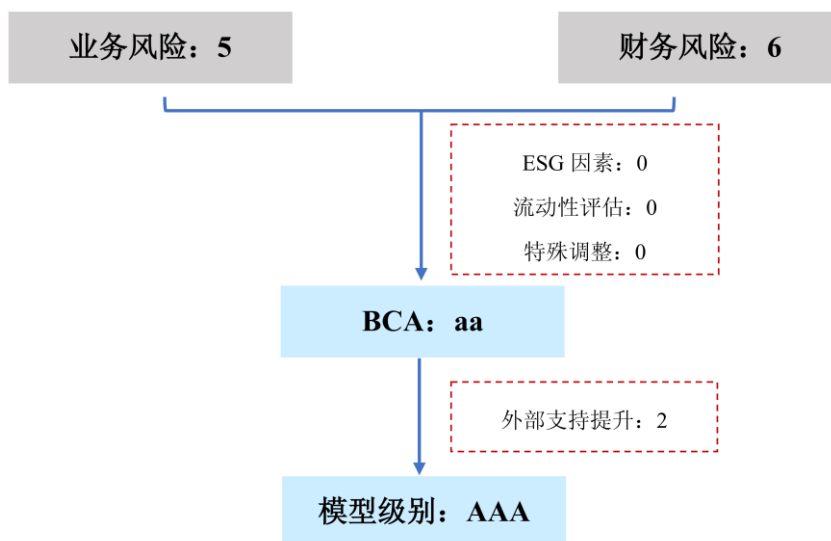 业务风险：5
财务风险：6
ESG 因素：0
流动性评估：0
特殊调整：0
BCA：aa
外部支持提升：2
模型级别：AAA